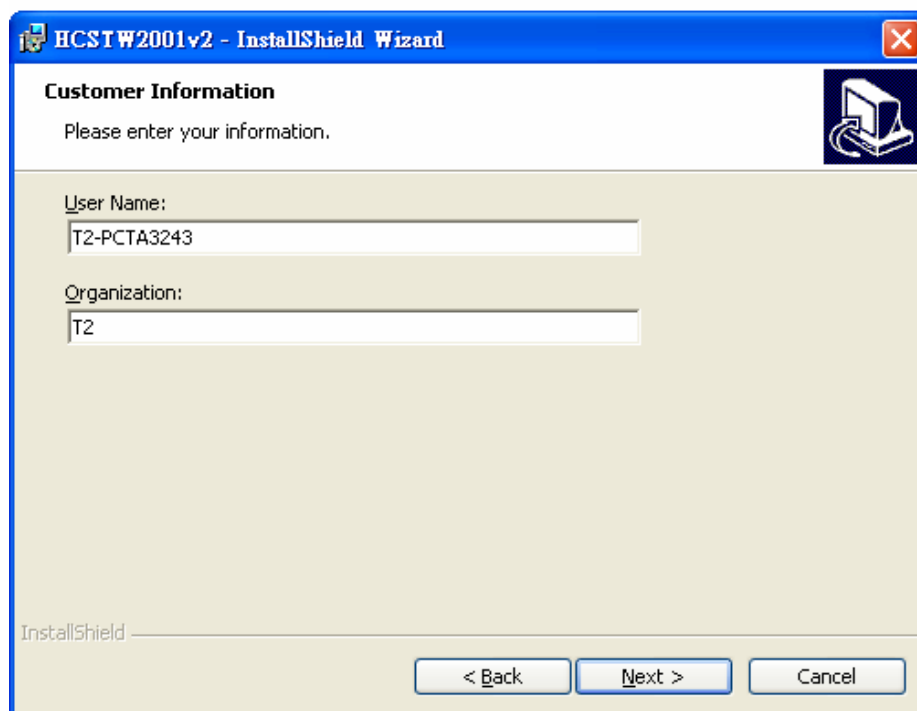 HCSTW2001v2 - InstallShield Wizard
Customer Information
Please enter your information.
User Name:
T2-PCTA3243
Organization:
T2
InstallShield
< Back
Next >
Cancel